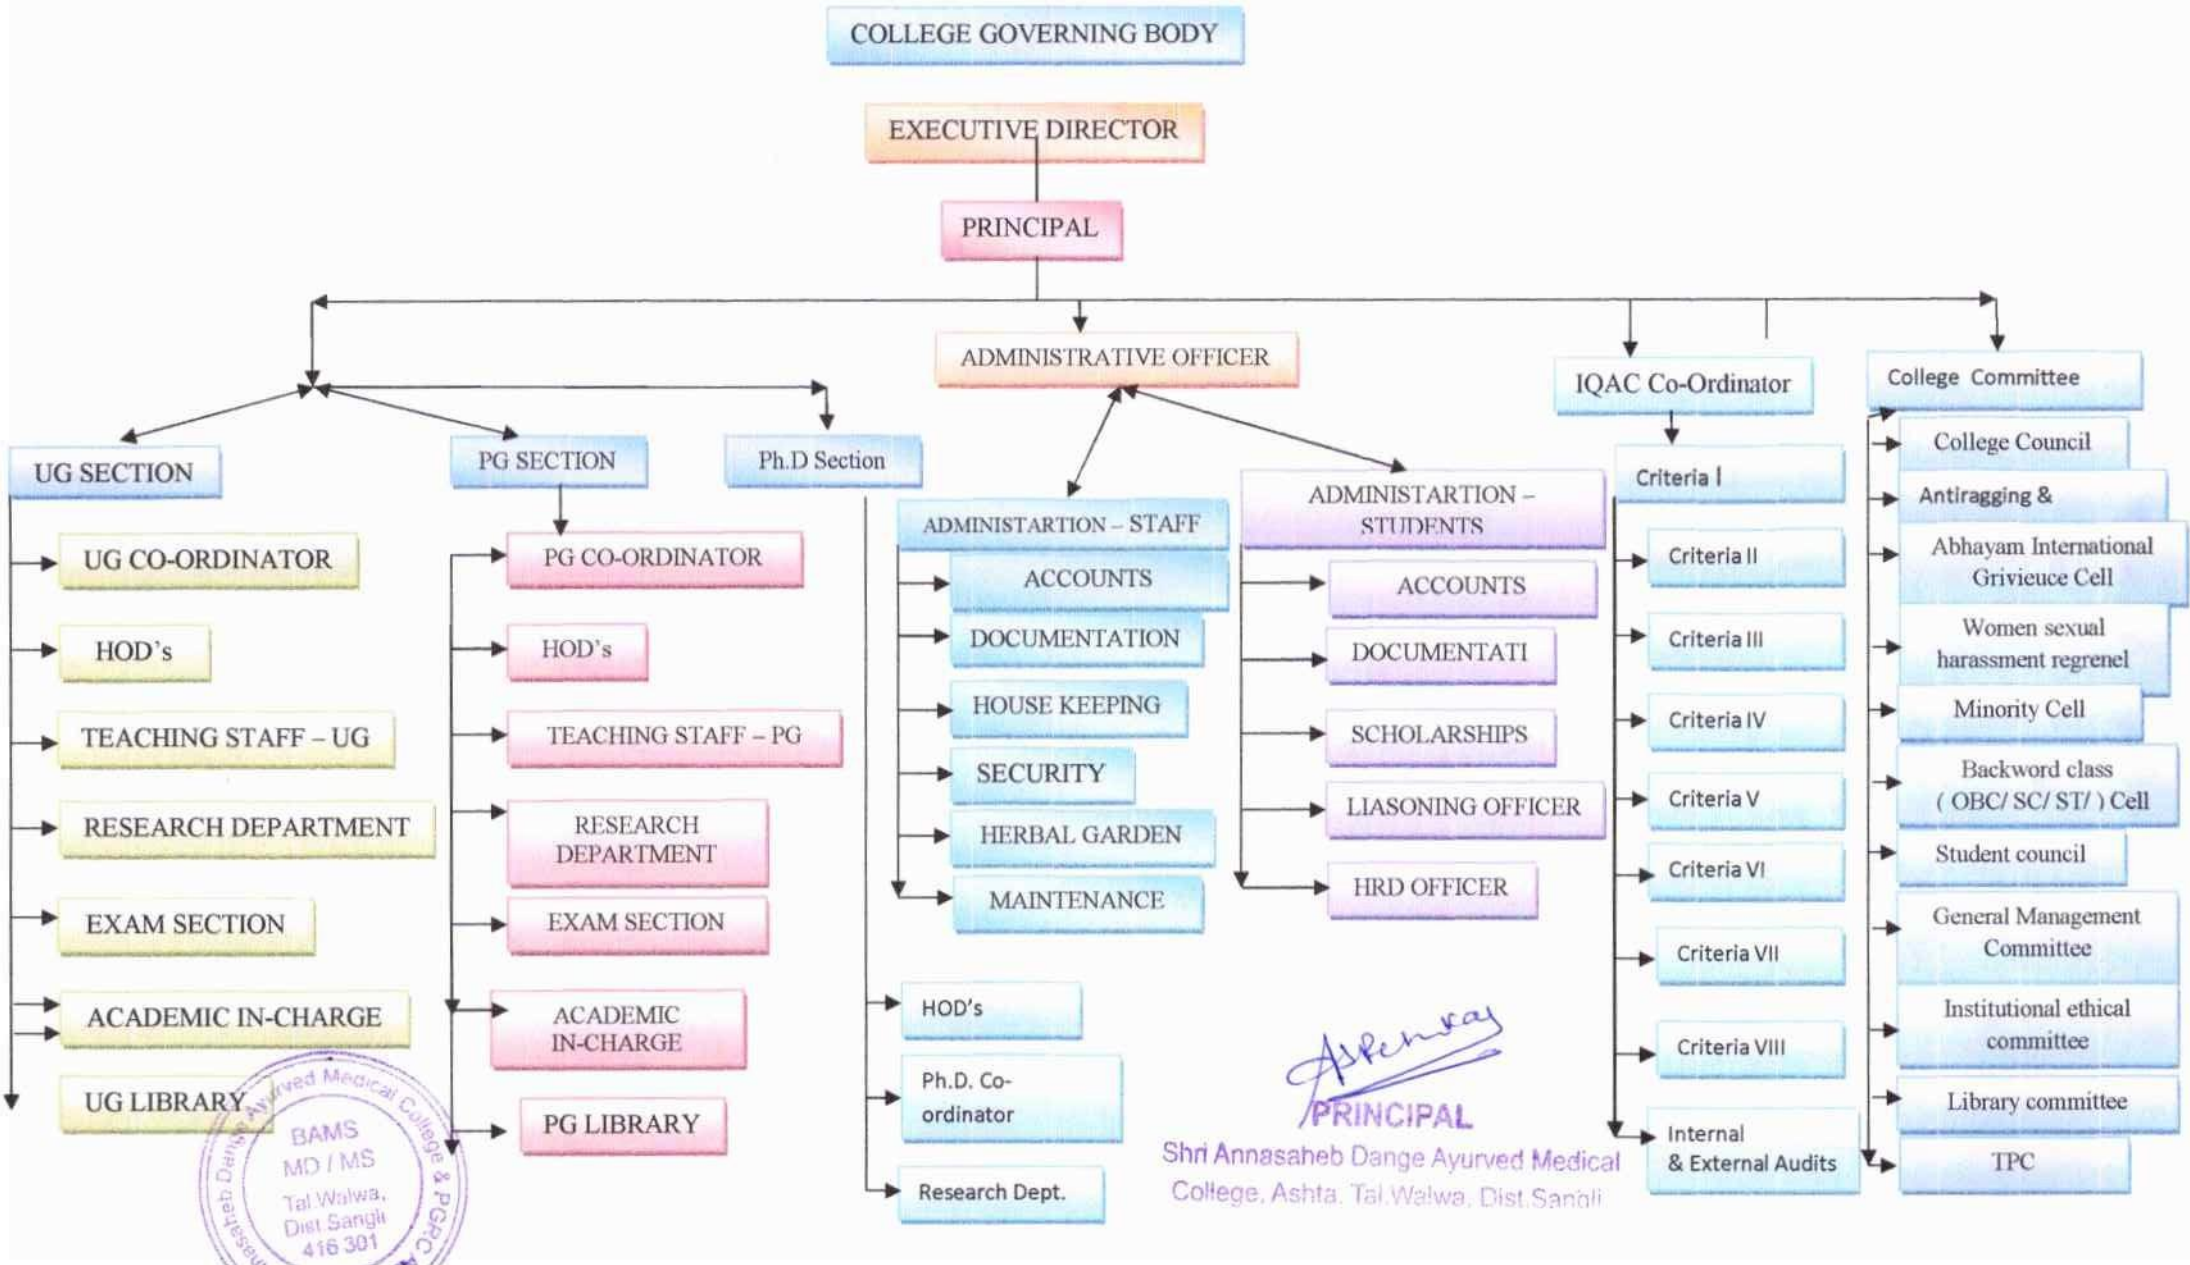 COLLEGE GOVERNING BODY
EXECUTIVE DIRECTOR
PRINCIPAL
ADMINISTRATIVE OFFICER
IQAC Co-Ordinator
College Committee
UG SECTION
PG SECTION
Ph.D Section
UG CO-ORDINATOR
HOD's
TEACHING STAFF – UG
RESEARCH DEPARTMENT
EXAM SECTION
ACADEMIC IN-CHARGE
UG LIBRARY
PG CO-ORDINATOR
HOD's
TEACHING STAFF – PG
RESEARCH
DEPARTMENT
EXAM SECTION
ACADEMIC
IN-CHARGE
PG LIBRARY
HOD's
Ph.D. Co-
ordinator
Research Dept.
ADMINISTARTION – STAFF
ACCOUNTS
DOCUMENTATION
HOUSE KEEPING
SECURITY
HERBAL GARDEN
MAINTENANCE
ADMINISTARTION –
STUDENTS
ACCOUNTS
DOCUMENTATI
SCHOLARSHIPS
LIASONING OFFICER
HRD OFFICER
Criteria I
Criteria II
Criteria III
Criteria IV
Criteria V
Criteria VI
Criteria VII
Criteria VIII
Internal
& External Audits
College Council
Antiragging &
Abhayam International
Grivieuce Cell
Women sexual
harassment regrenel
Minority Cell
Backword class
( OBC/ SC/ ST/ ) Cell
Student council
General Management
Committee
Institutional ethical
committee
Library committee
TPC
PRINCIPAL
Shri Annasaheb Dange Ayurved Medical
College, Ashta. Tal.Walwa, Dist.Sangli
Dange Ayurved Medical College & PGRC
BAMS
MD / MS
Tal.Walwa,
Dist Sangli
416 301